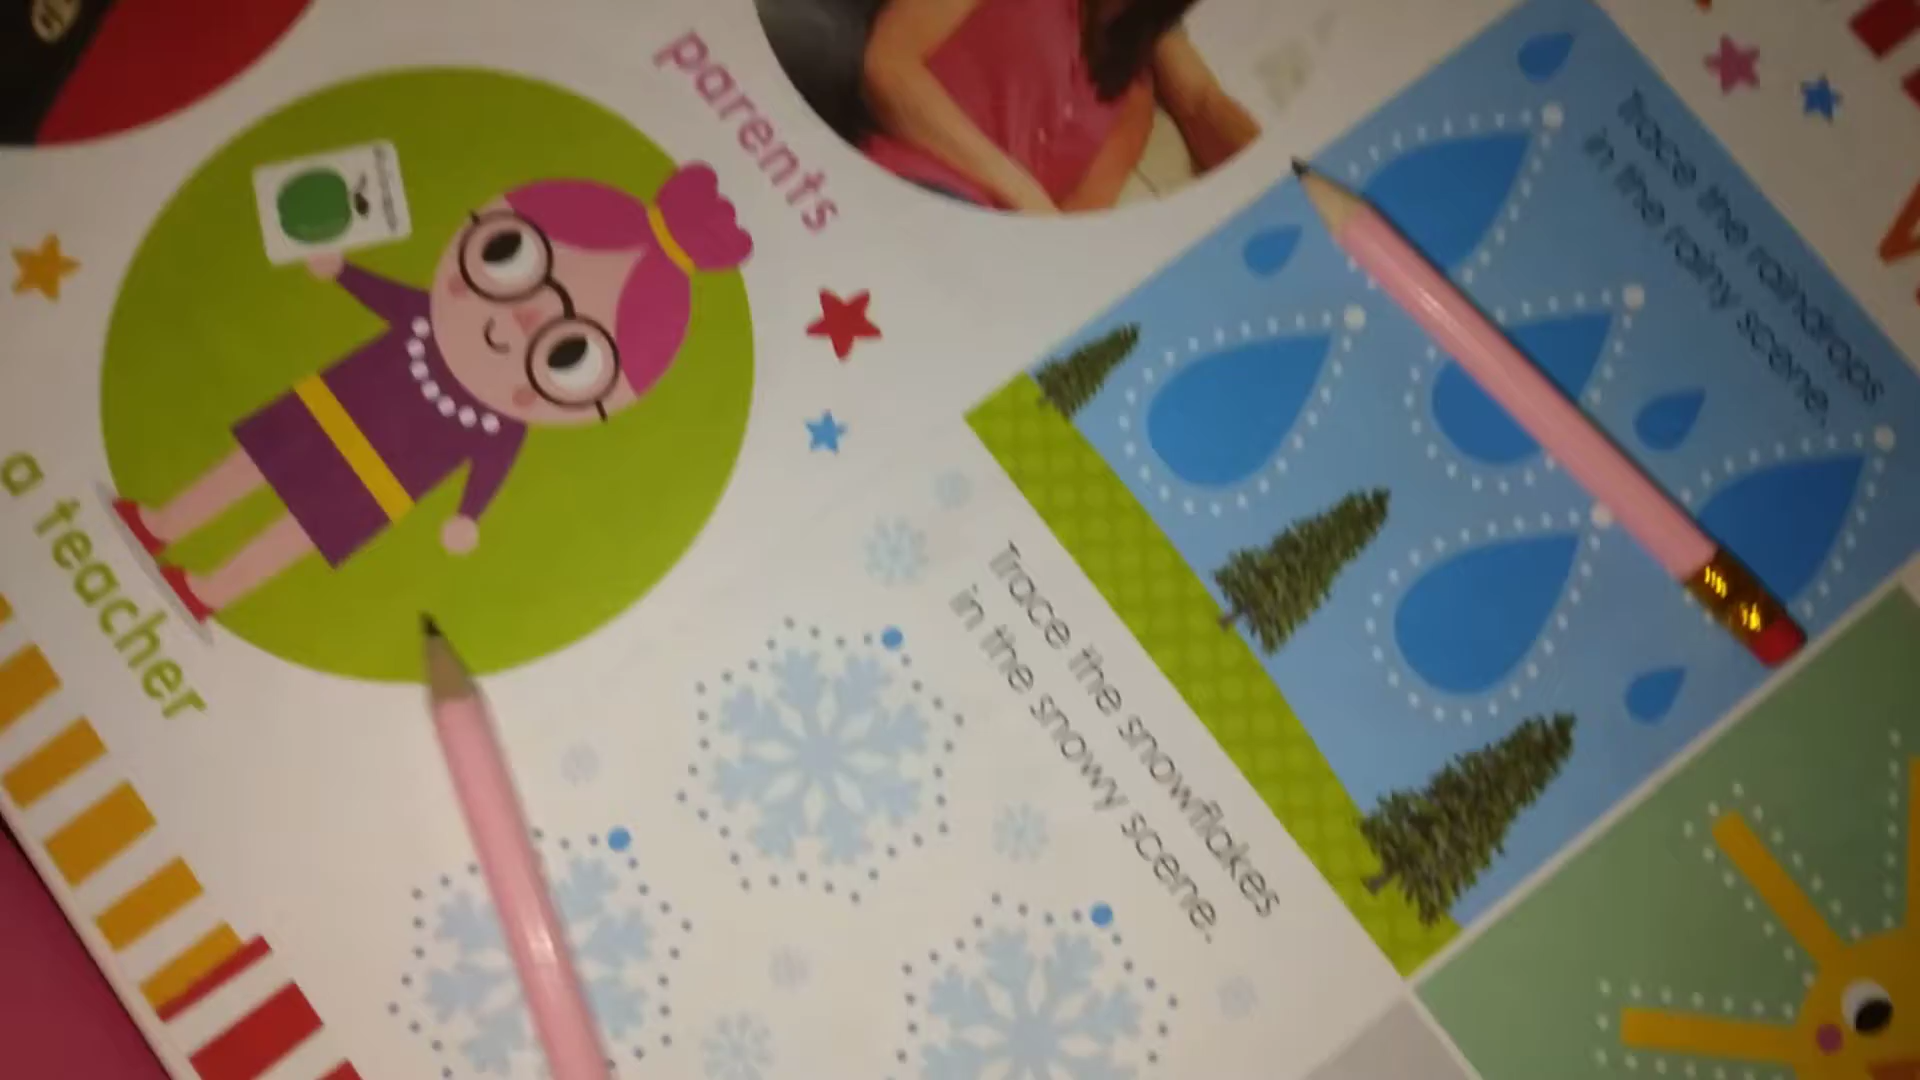 parents
a teacher
Trace the raindrops
in the rainy scene.
Trace the snowflakes
in the snowy scene.